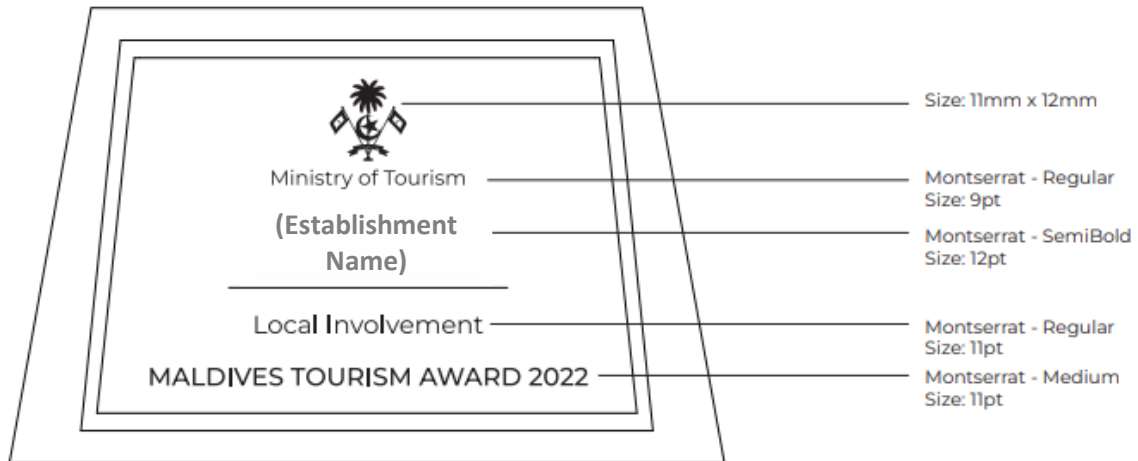 Size: 11mm x 12mm
Ministry of Tourism
Montserrat - Regular
Size: 9pt
(Establishment
Name)
Montserrat - SemiBold
Size: 12pt
Local Involvement
Montserrat - Regular
Size: 11pt
MALDIVES TOURISM AWARD 2022
Montserrat - Medium
Size: 11pt